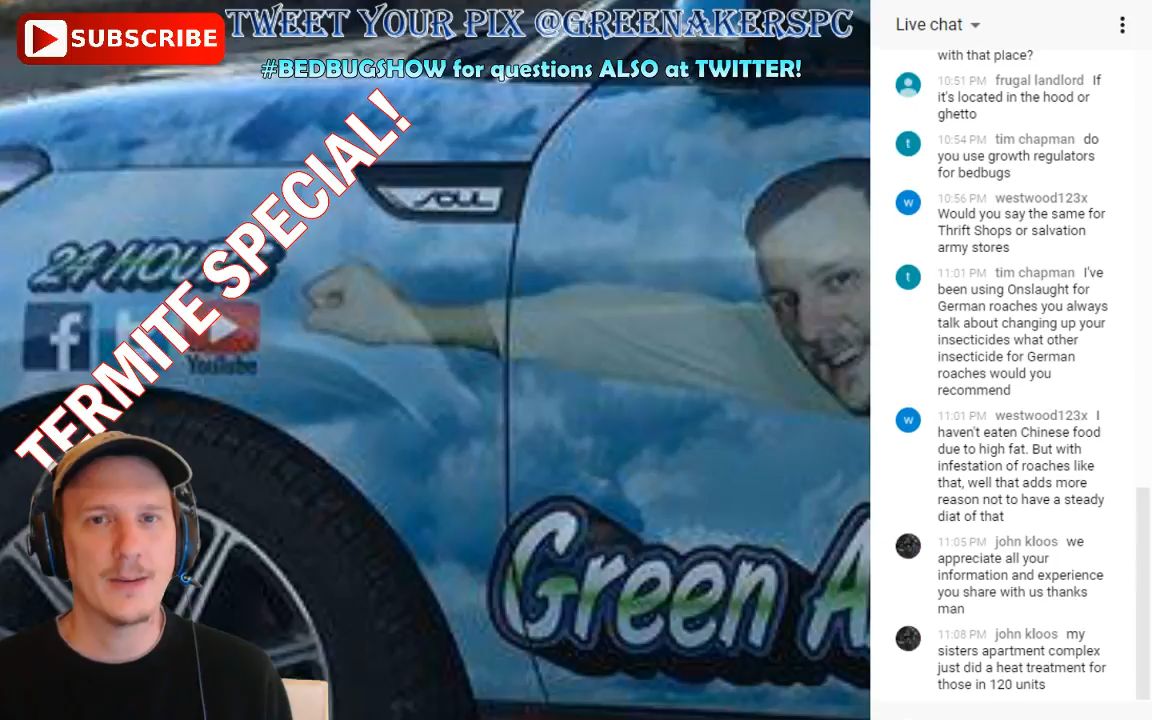 SUBSCRIBE
TWEET YOUR PIX @GREENAKERSPC
#BEDBUGSHOW for questions ALSO at TWITTER!
TERMITE SPECIAL!
SOUL
24 HOURS
f
YouTube
Green A
Live chat
with that place?
10:51 PM frugal landlord If
it's located in the hood or
ghetto
t
10:54 PM tim chapman do
you use growth regulators
for bedbugs
w
10:56 PM westwood123x
Would you say the same for
Thrift Shops or salvation
army stores
t
11:01 PM tim chapman I've
been using Onslaught for
German roaches you always
talk about changing up your
insecticides what other
insecticide for German
roaches would you
recommend
w
11:01 PM westwood123x I
haven't eaten Chinese food
due to high fat. But with
infestation of roaches like
that, well that adds more
reason not to have a steady
diat of that
11:05 PM john kloos we
appreciate all your
information and experience
you share with us thanks
man
11:08 PM john kloos my
sisters apartment complex
just did a heat treatment for
those in 120 units